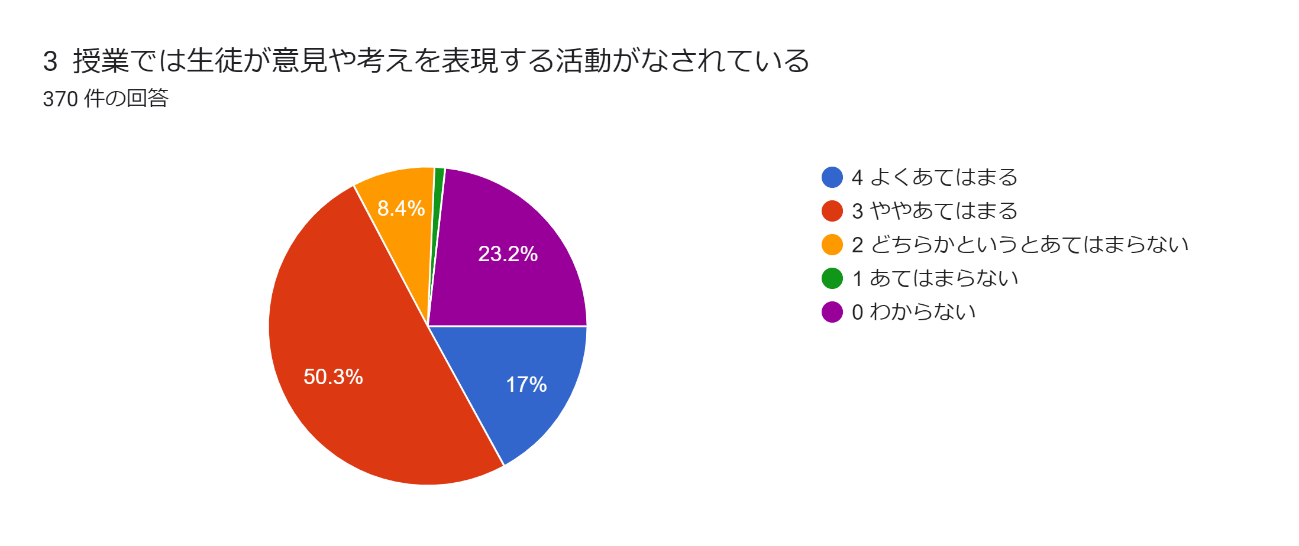 3 授業では生徒が意見や考えを表現する活動がなされている
370 件の回答
8.4%
23.2%
50.3%
17%
4 よくあてはまる
3 ややあてはまる
2 どちらかというとあてはまらない
1 あてはまらない
0 わからない